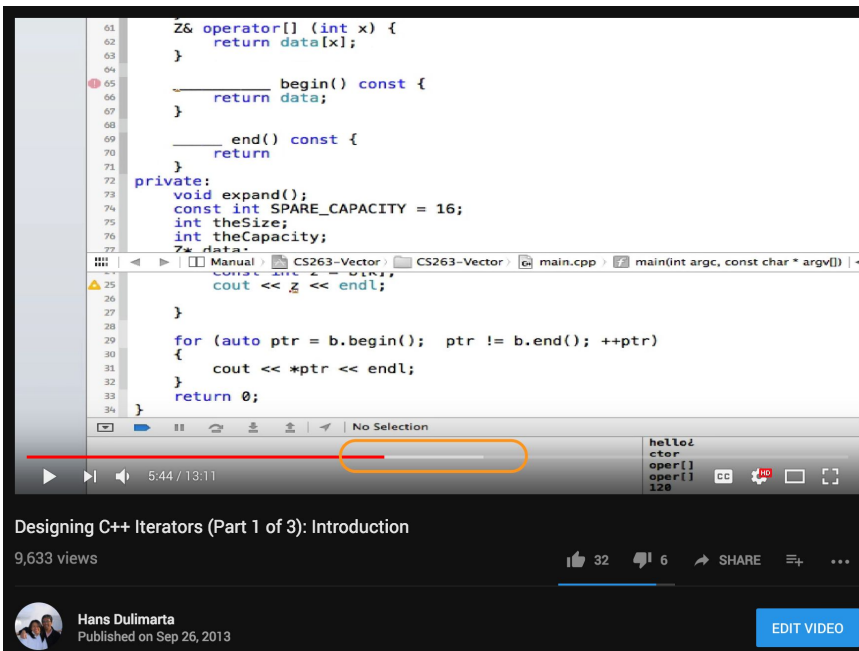 61 Z& operator[] (int x) {
62 return data[x];
63 }
64
65 __________ begin() const {
66 return data;
67 }
68
69 _____ end() const {
70 return
71 }
72 private:
73 void expand();
74 const int SPARE_CAPACITY = 16;
75 int theSize;
76 int theCapacity;
77 Z* data;
Manual CS263-Vector CS263-Vector main.cpp main(int argc, const char * argv[])
const int z = b[k];
25 cout << z << endl;
26
27 }
28
29 for (auto ptr = b.begin(); ptr != b.end(); ++ptr)
30 {
31 cout << *ptr << endl;
32 }
33 return 0;
34 }
No Selection
hello
ctor
oper[]
oper[]
120
5:44 / 13:11
CC HD
Designing C++ Iterators (Part 1 of 3): Introduction
9,633 views
32 6 SHARE
Hans Dulimarta
Published on Sep 26, 2013
EDIT VIDEO